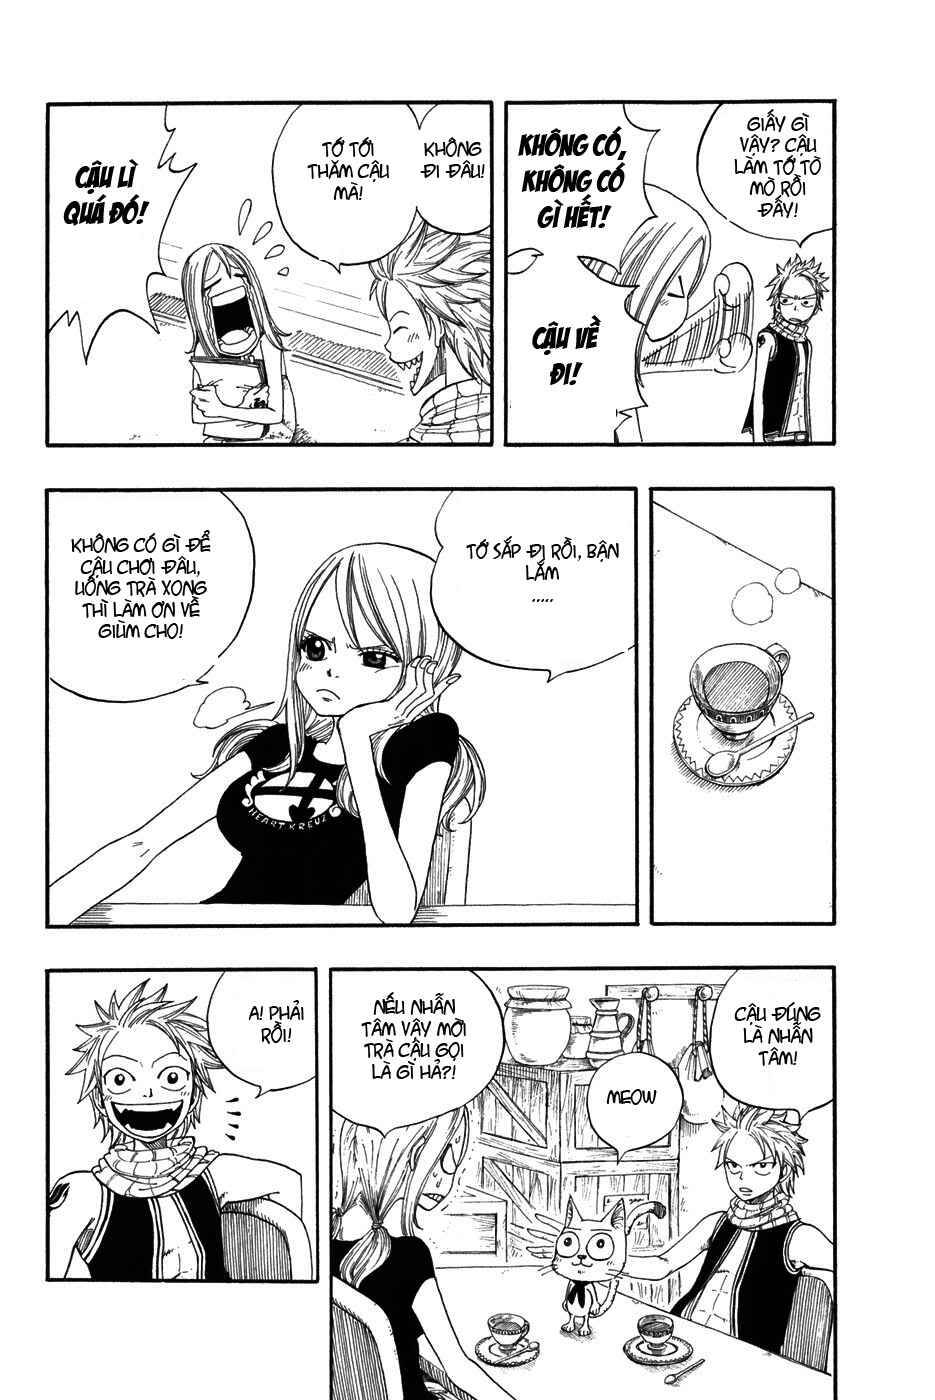 GIẤY GÌ
VẬY? CẬU
LÀM TỚ TÒ
MÒ RỒI
ĐẤY!
KHÔNG CÓ,
KHÔNG CÓ
GÌ HẾT!
CẬU VỀ
ĐI!
KHÔNG
ĐI ĐÂU!
TỚ TỚI
THĂM CẬU
MÀ!
CẬU LÌ
QUÁ ĐÓ!
TỚ SẮP ĐI RỒI, BẬN
LẮM
.....
KHÔNG CÓ GÌ ĐỂ
CẬU CHƠI ĐÂU,
UỐNG TRÀ XONG
THÌ LÀM ƠN VỀ
GIÙM CHO!
HEART KREUZ
CẬU ĐÚNG
LÀ NHẪN
TÂM!
MEOW
NẾU NHẪN
TÂM VẬY MỜI
TRÀ CẬU GỌI
LÀ GÌ HẢ?!
A! PHẢI
RỒI!